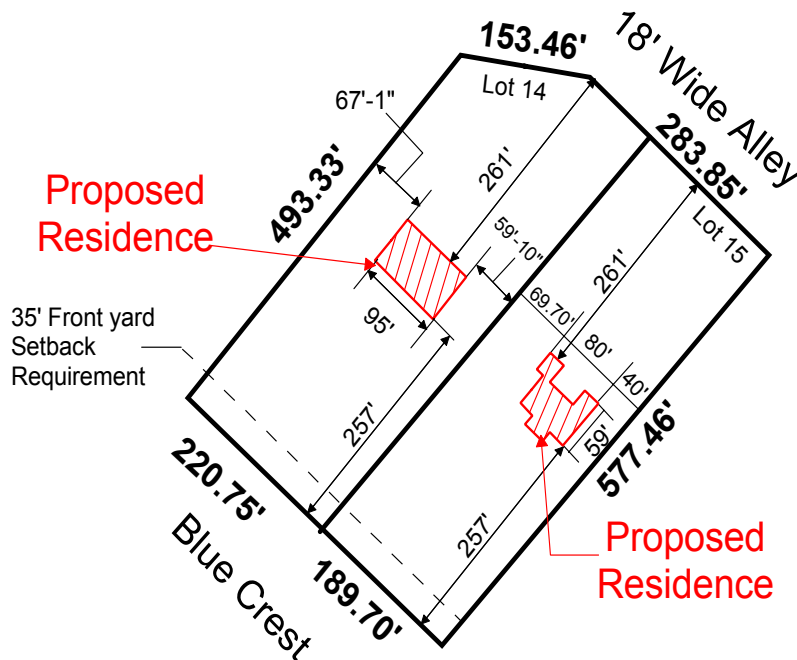 153.46'
18' Wide Alley
Lot 14
67'-1"
283.85'
493.33'
261'
Proposed
Residence
59'-10"
Lot 15
261'
69.70'
80'
40'
95'
35' Front yard
Setback
Requirement
257'
59'
577.46'
220.75'
257'
Proposed
Residence
Blue Crest
189.70'